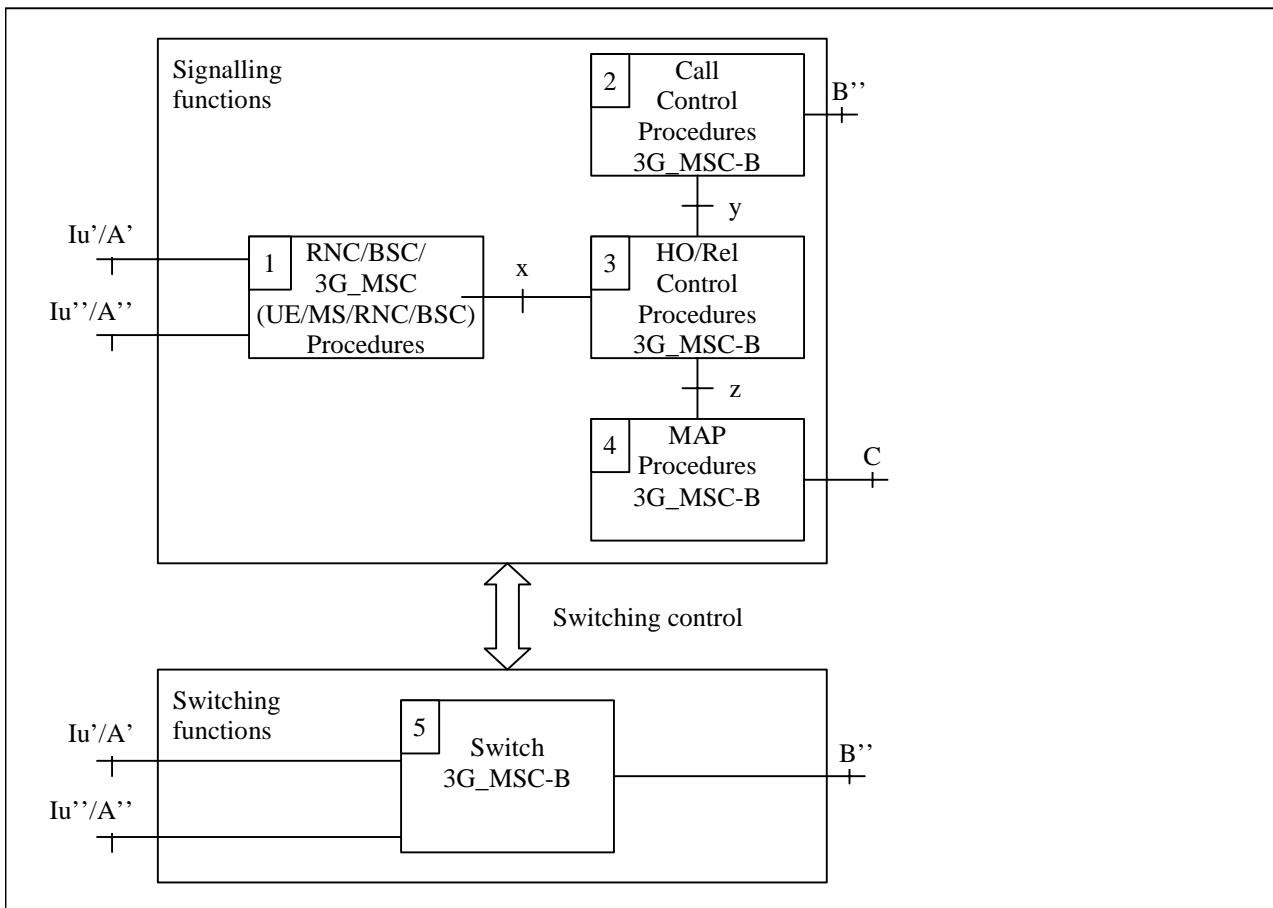 Signalling
functions
2
Call
Control
Procedures
3G_MSC-B
B’’
y
Iu’/A'
Iu’’/A’’
1
RNC/BSC/
3G_MSC
(UE/MS/RNC/BSC)
Procedures
x
3
HO/Rel
Control
Procedures
3G_MSC-B
z
4
MAP
Procedures
3G_MSC-B
C
Switching control
Switching
functions
Iu’/A'
Iu’’/A’’
5
Switch
3G_MSC-B
B’’